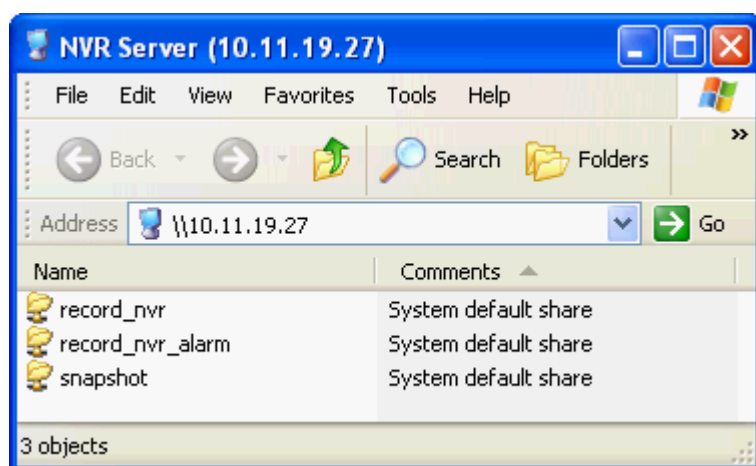 NVR Server (10.11.19.27)
File Edit View Favorites Tools Help
Back Search Folders »
Address \\10.11.19.27 Go
Name Comments
record_nvr System default share
record_nvr_alarm System default share
snapshot System default share
3 objects